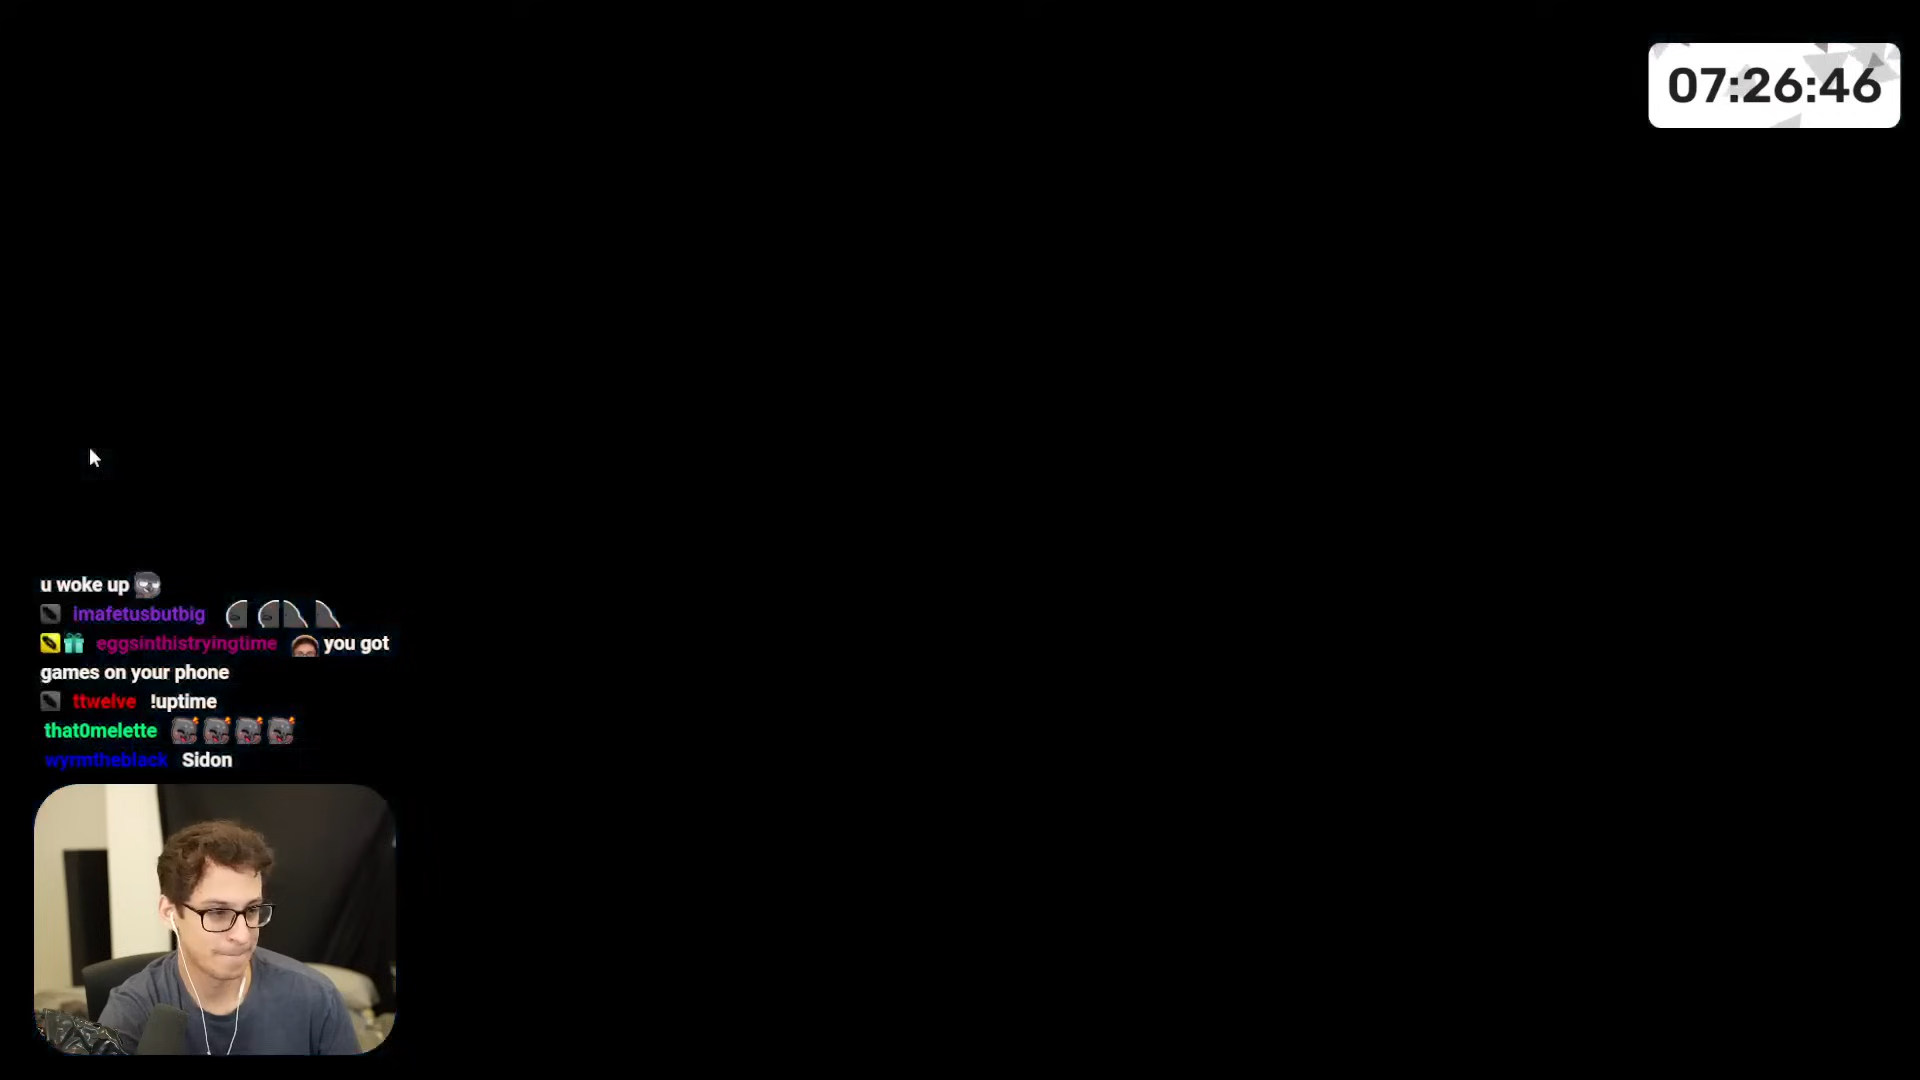 07:26:46
u woke up
imafetusbutbig
eggsinthistryingtime you got
games on your phone
ttwelve !uptime
that0melette
wyrmtheblack Sidon